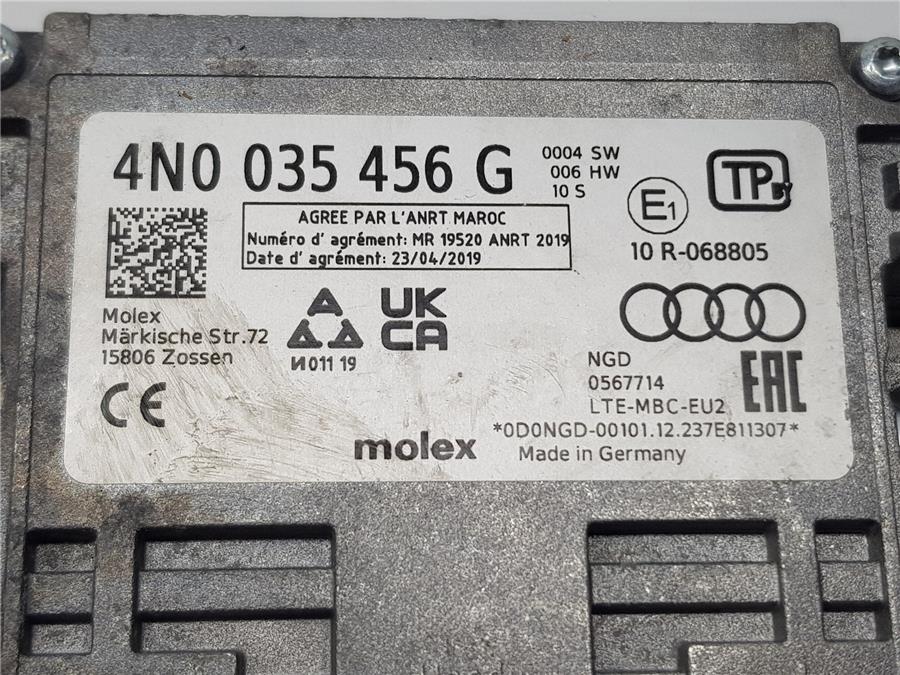 4N0 035 456 G
0004 SW
006 HW
10 S
E1
TP BY
AGREE PAR L'ANRT MAROC
Numéro d' agrément: MR 19520 ANRT 2019
Date d' agrément: 23/04/2019
10 R-068805
Molex
Märkische Str.72
15806 Zossen
И011 19
UK
CA
CE
NGD
0567714
LTE-MBC-EU2
EAC
*0D0NGD-00101.12.237E811307*
molex
Made in Germany